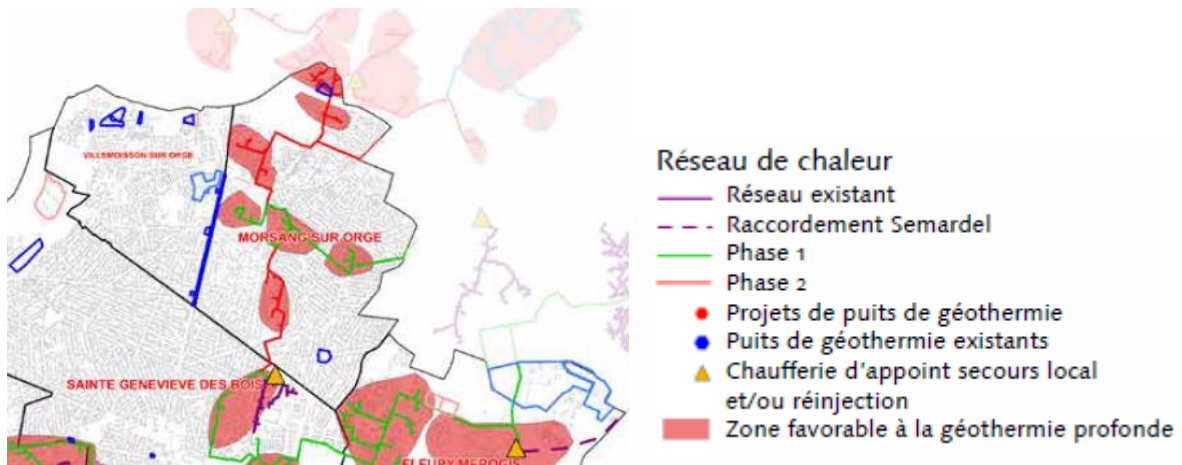 VILLEMOISSON SUR ORGE
MORSANG SUR ORGE
SAINTE GENEVIEVE DES BOIS
FLEURY MEROGIS
Réseau de chaleur
Réseau existant
Raccordement Semardel
Phase 1
Phase 2
Projets de puits de géothermie
Puits de géothermie existants
Chaufferie d'appoint secours local
et/ou réinjection
Zone favorable à la géothermie profonde